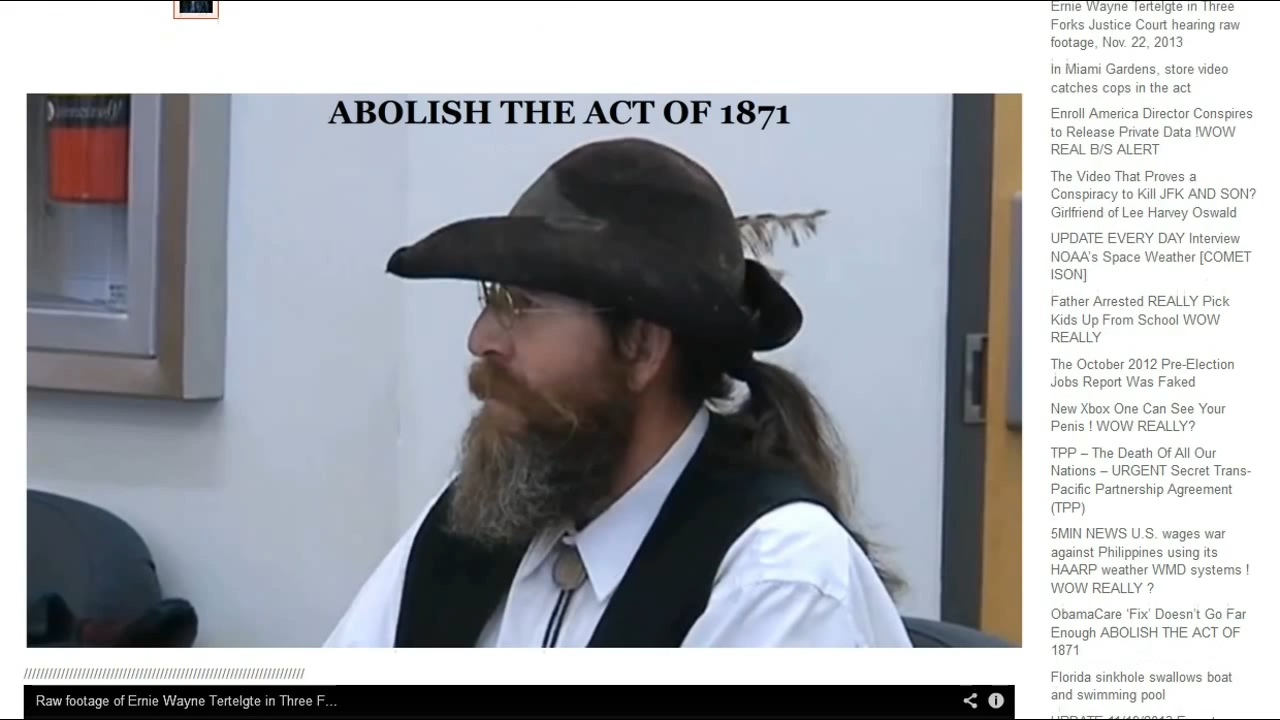 ABOLISH THE ACT OF 1871
///////////////////////////////////////////////////////////////////////
Raw footage of Ernie Wayne Tertelgte in Three F...
Ernie Wayne Tertelgte in Three
Forks Justice Court hearing raw
footage, Nov. 22, 2013
In Miami Gardens, store video
catches cops in the act
Enroll America Director Conspires
to Release Private Data !WOW
REAL B/S ALERT
The Video That Proves a
Conspiracy to Kill JFK AND SON?
Girlfriend of Lee Harvey Oswald
UPDATE EVERY DAY Interview
NOAA’s Space Weather [COMET
ISON]
Father Arrested REALLY Pick
Kids Up From School WOW
REALLY
The October 2012 Pre-Election
Jobs Report Was Faked
New Xbox One Can See Your
Penis ! WOW REALLY?
TPP – The Death Of All Our
Nations – URGENT Secret Trans-
Pacific Partnership Agreement
(TPP)
5MIN NEWS U.S. wages war
against Philippines using its
HAARP weather WMD systems !
WOW REALLY ?
ObamaCare ‘Fix’ Doesn’t Go Far
Enough ABOLISH THE ACT OF
1871
Florida sinkhole swallows boat
and swimming pool